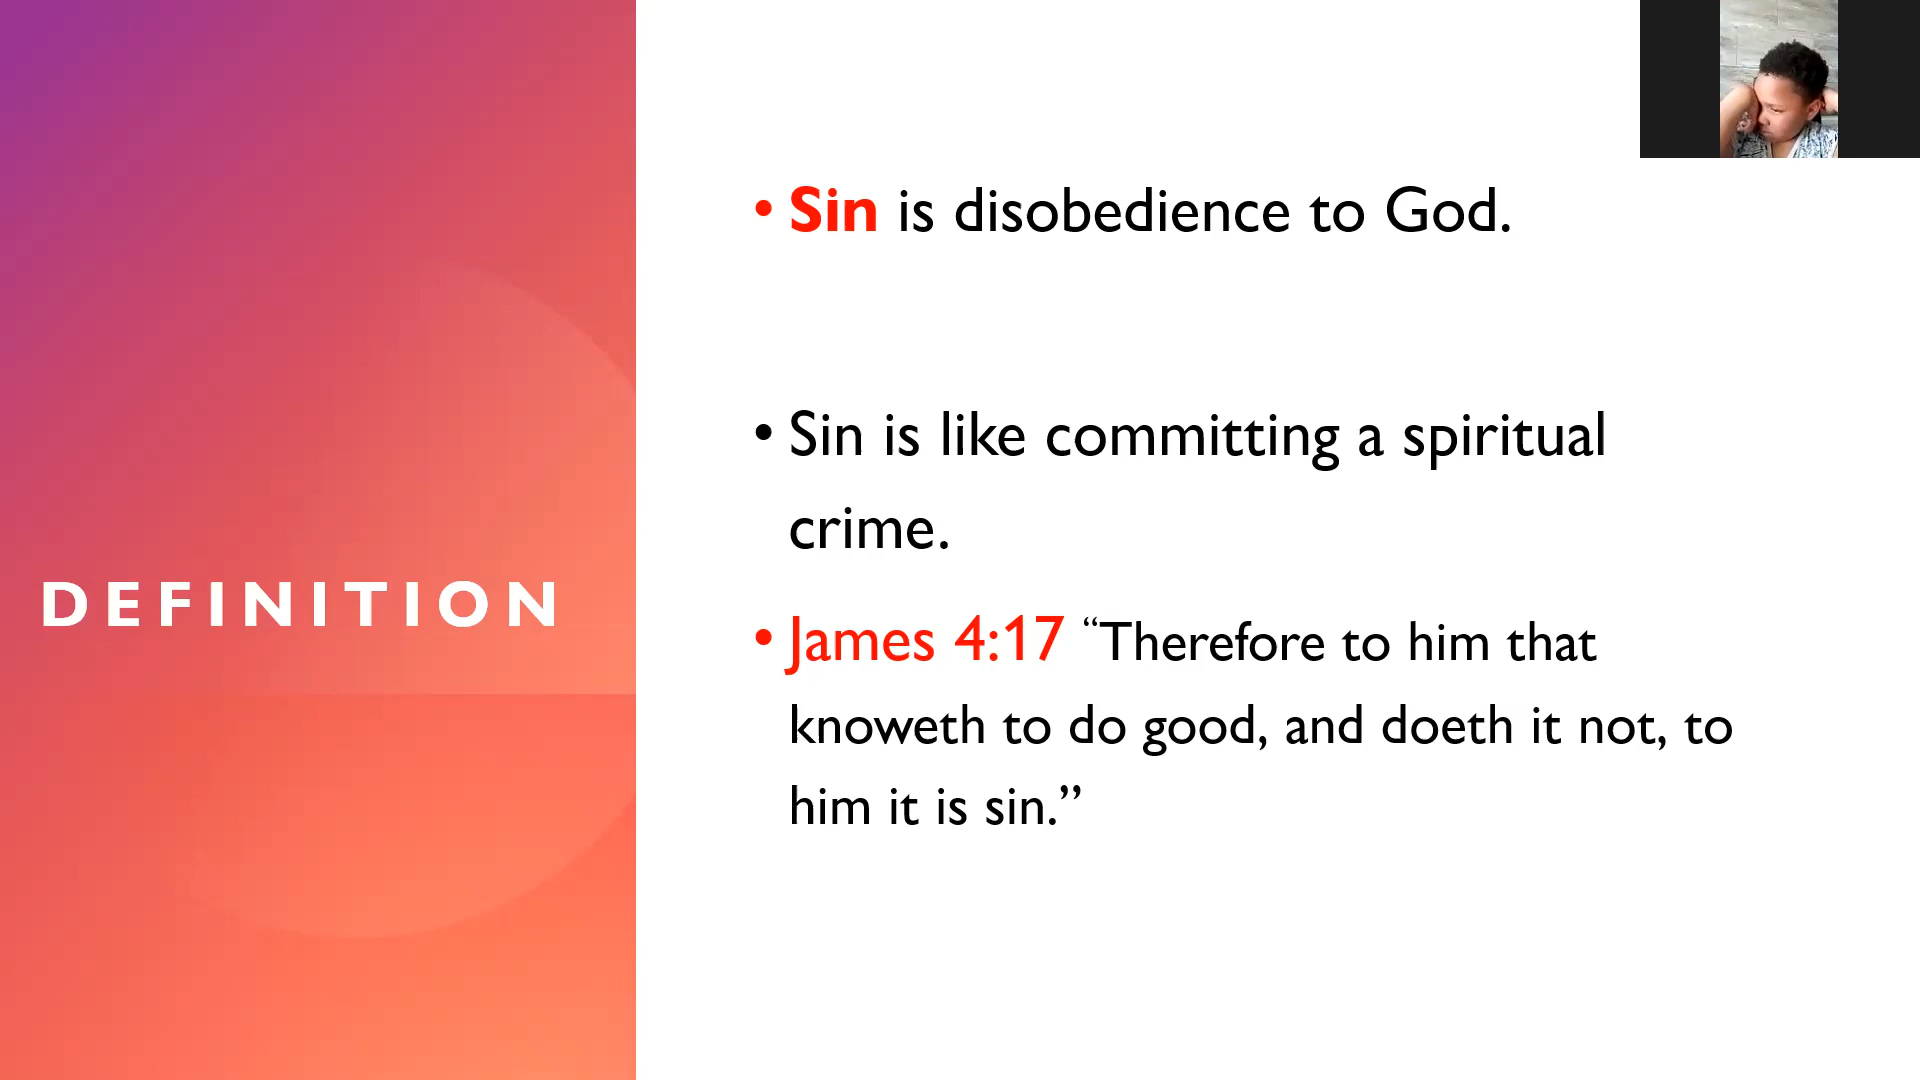 DEFINITION
• Sin is disobedience to God.
• Sin is like committing a spiritual
crime.
• James 4:17 “Therefore to him that
knoweth to do good, and doeth it not, to
him it is sin.”